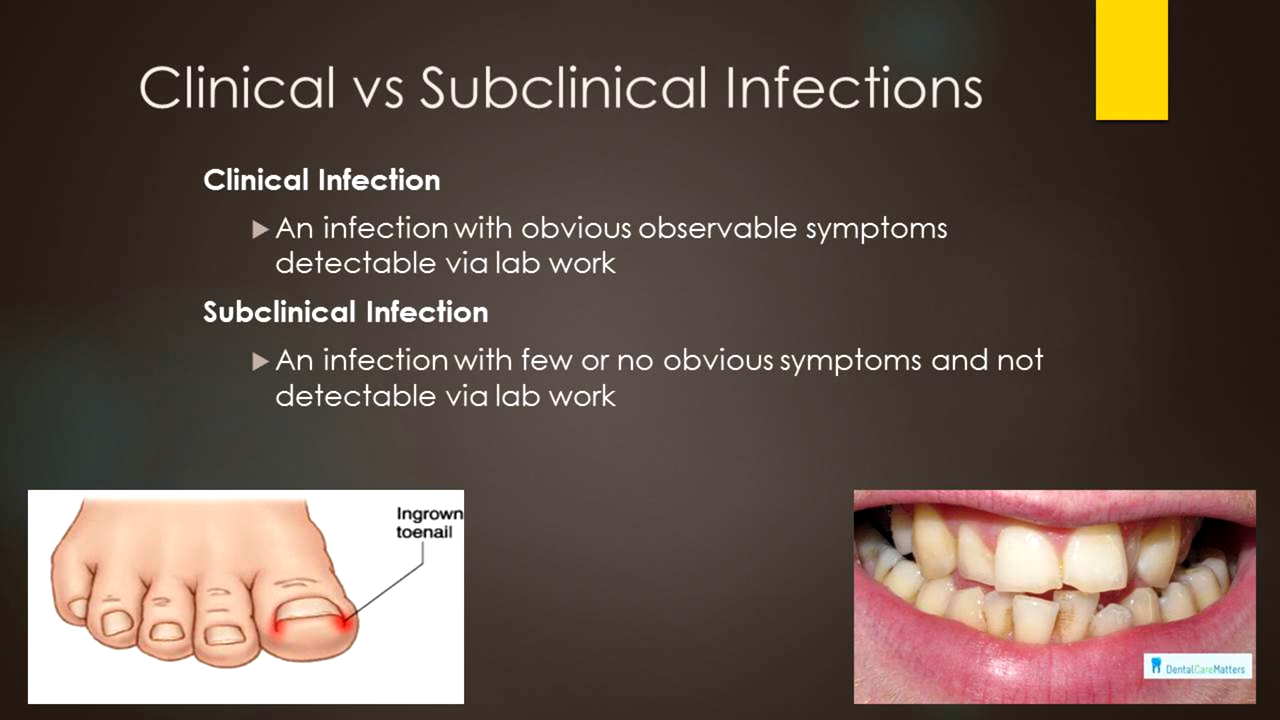 Clinical vs Subclinical Infections
Clinical Infection
An infection with obvious observable symptoms
detectable via lab work
Subclinical Infection
An infection with few or no obvious symptoms and not
detectable via lab work
Ingrown
toenail
DentalCareMatters